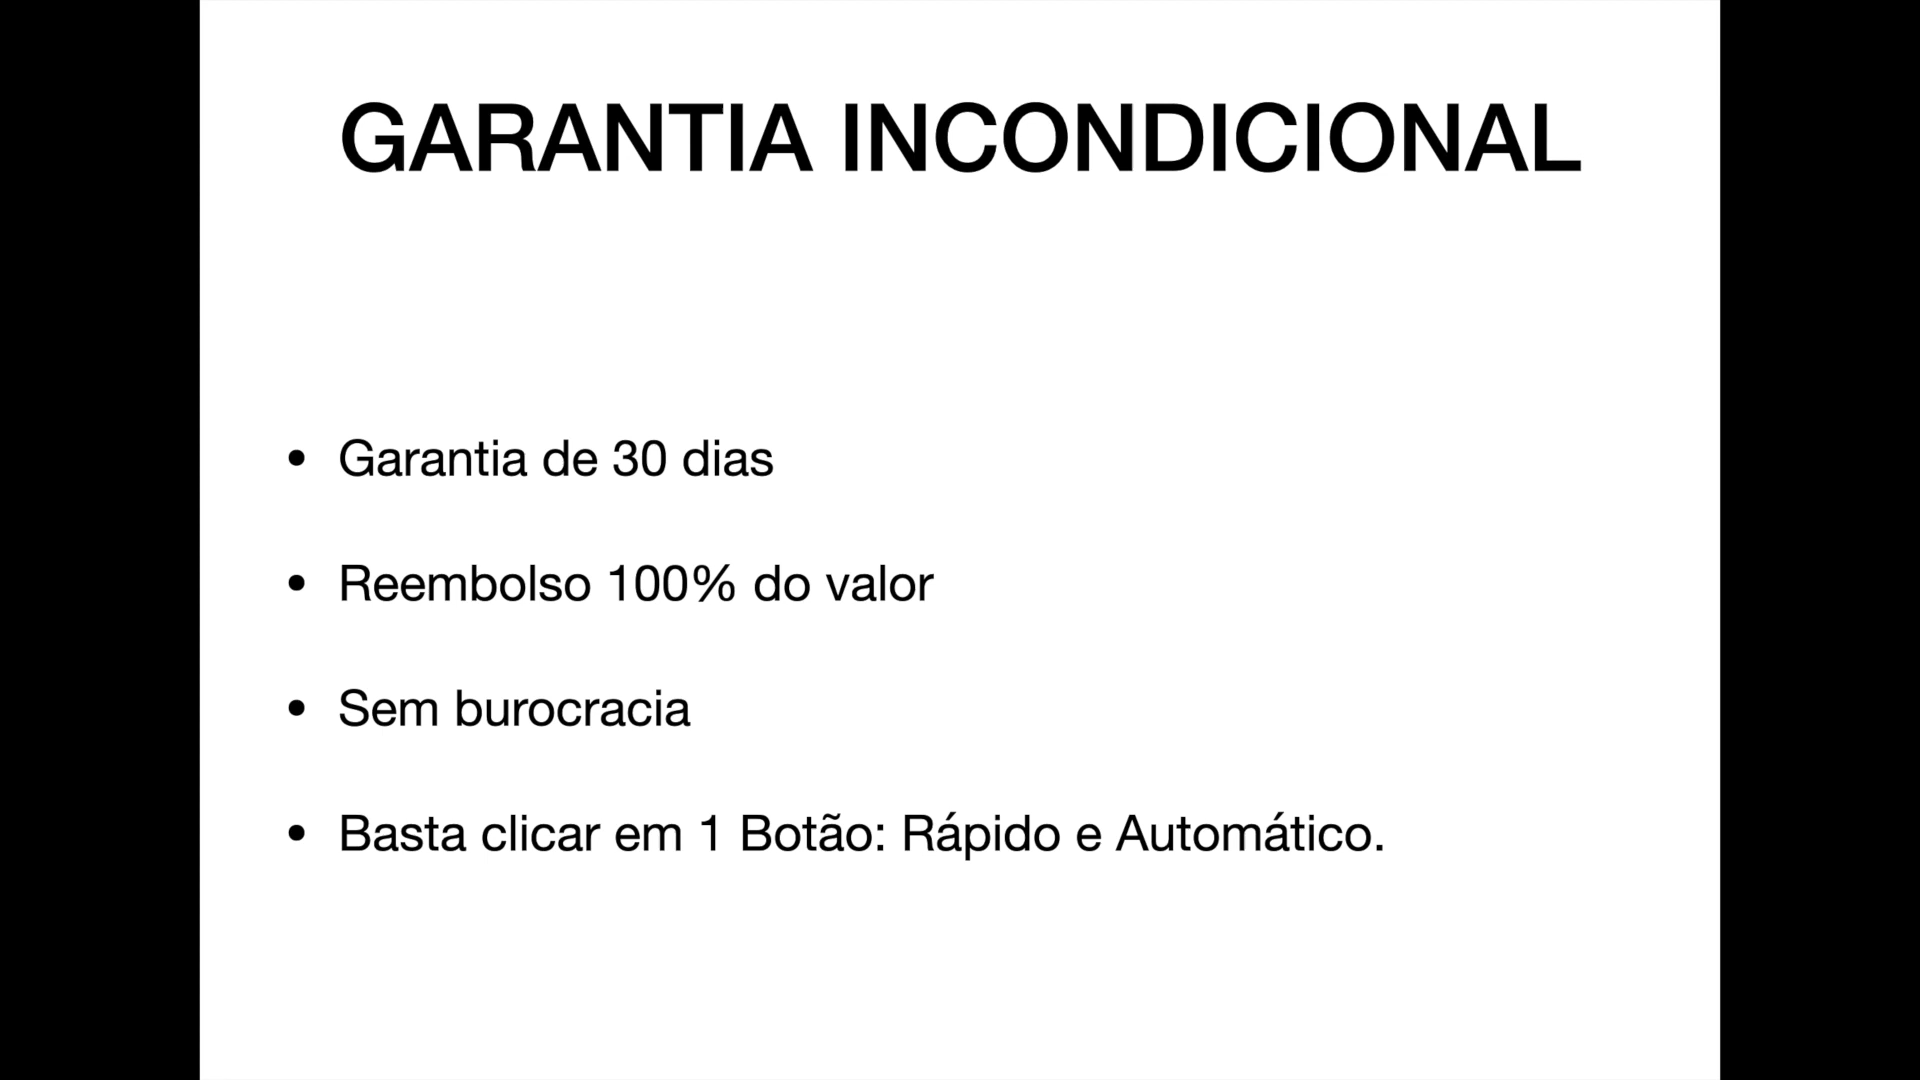 GARANTIA INCONDICIONAL
• Garantia de 30 dias
• Reembolso 100% do valor
• Sem burocracia
• Basta clicar em 1 Botão: Rápido e Automático.